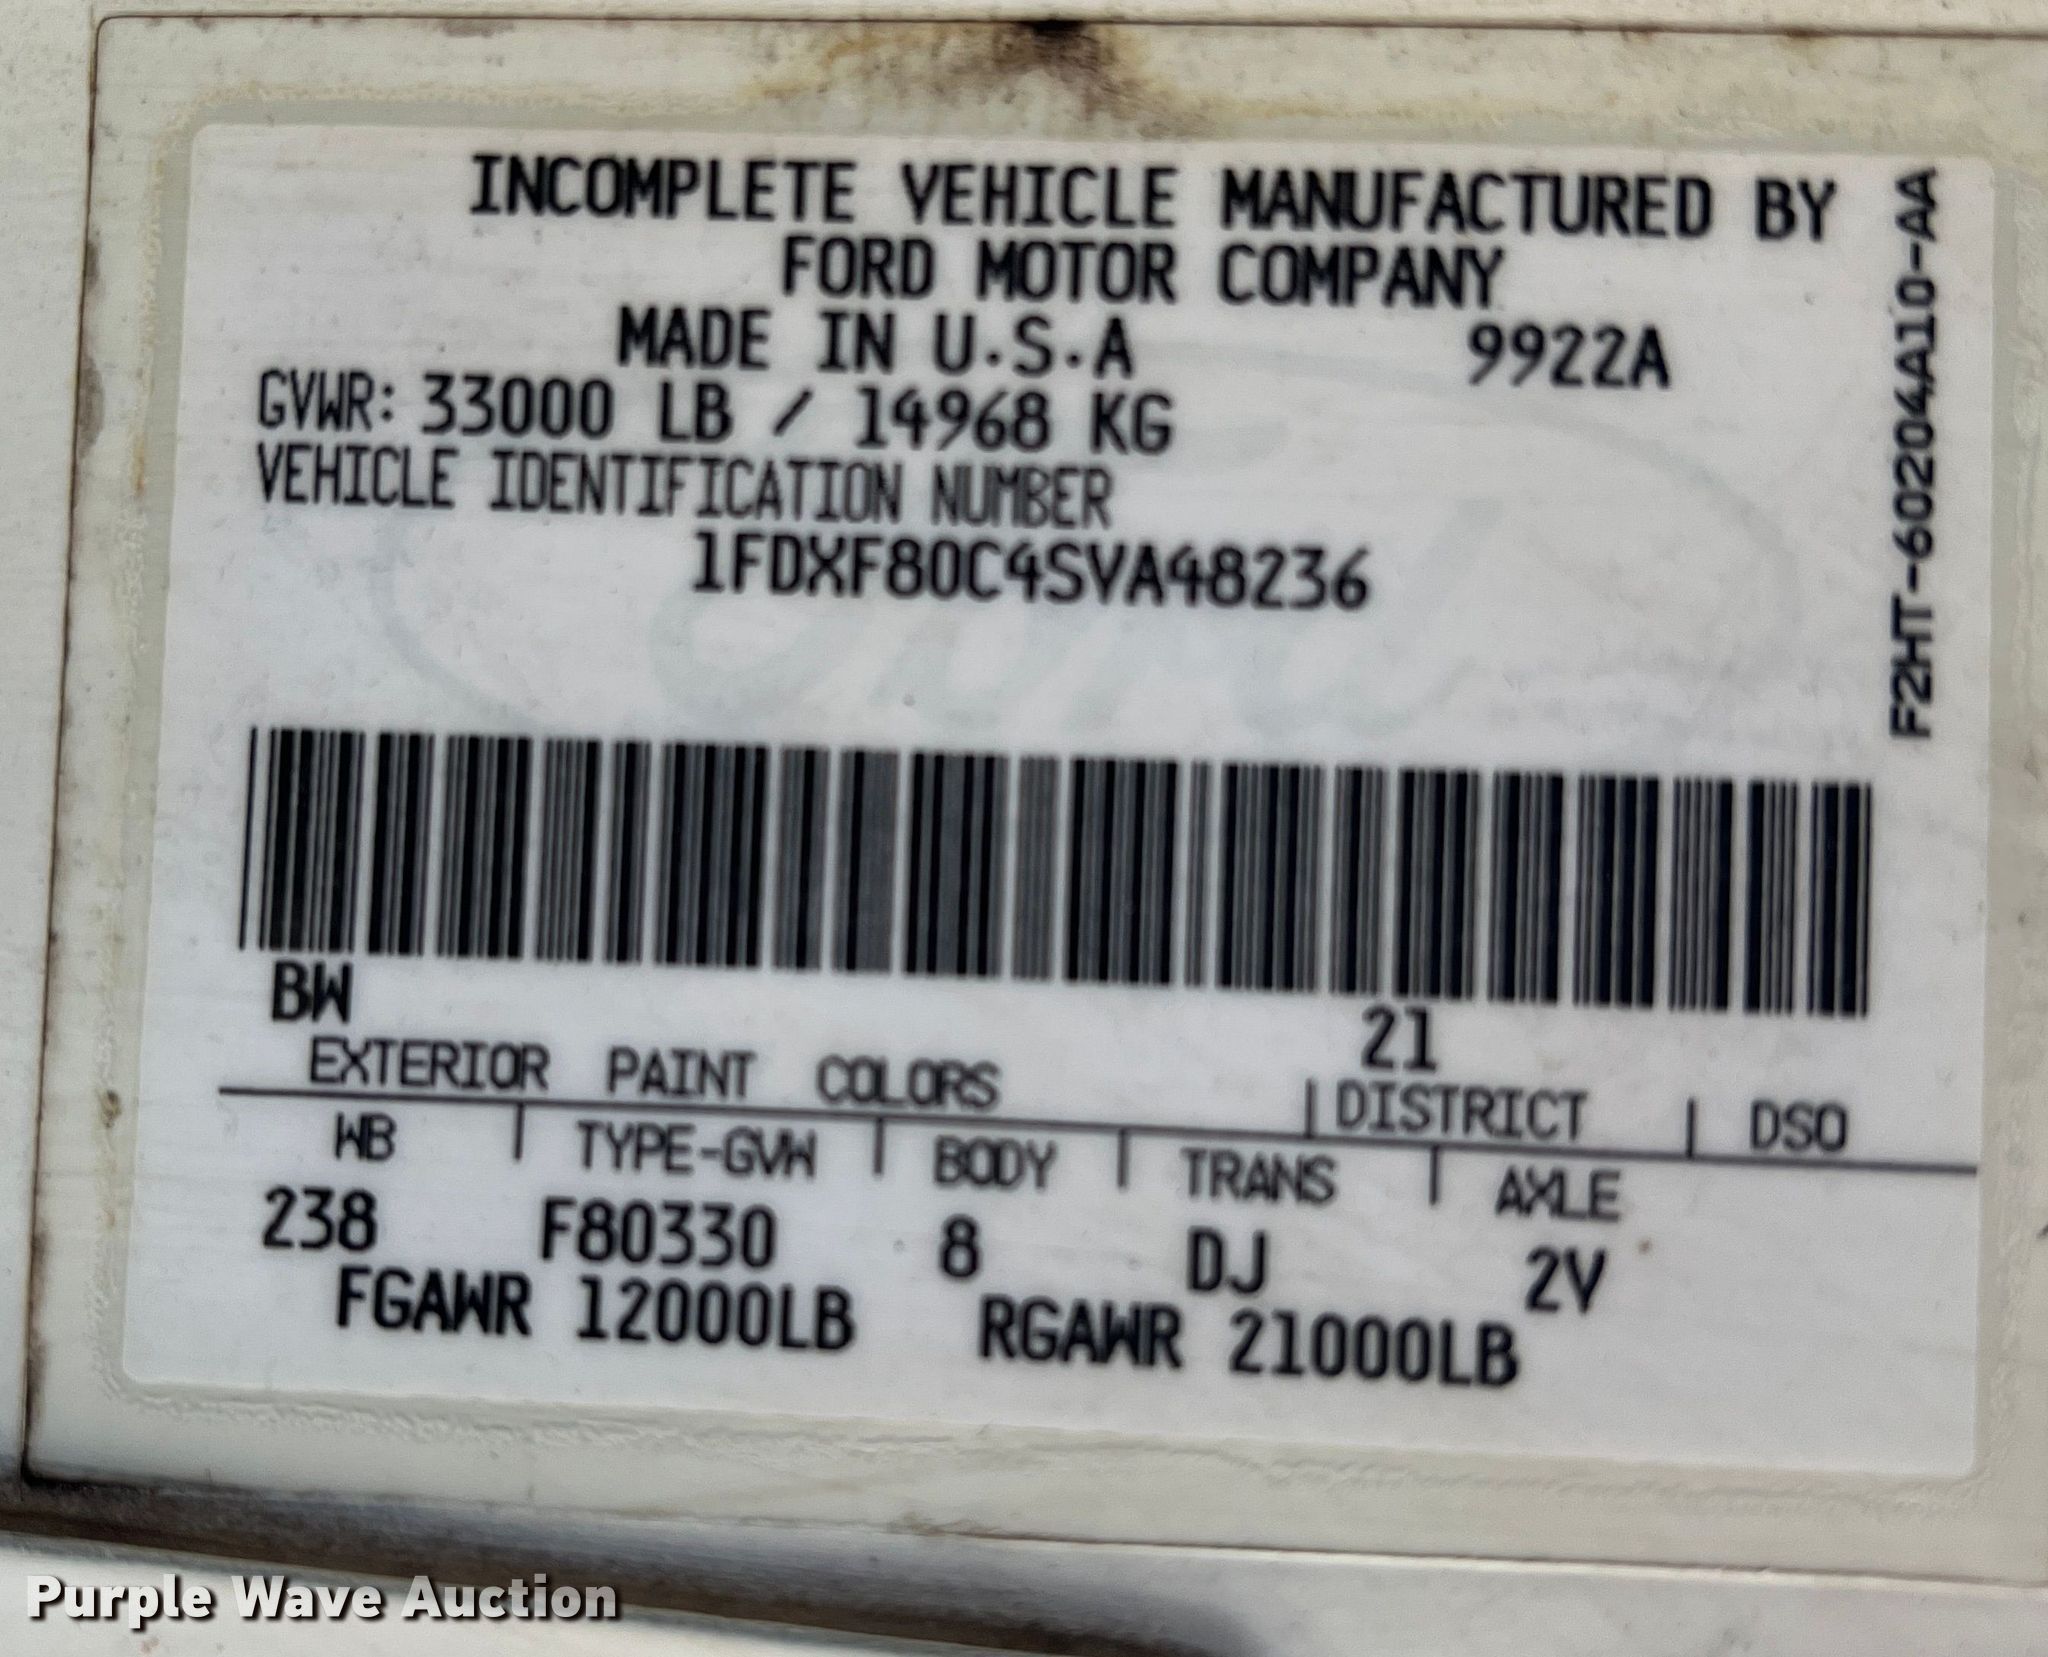 INCOMPLETE VEHICLE MANUFACTURED BY
FORD MOTOR COMPANY
MADE IN U.S.A 9922A
GVWR: 33000 LB / 14968 KG
VEHICLE IDENTIFICATION NUMBER
1FDXF80C4SVA48236
F2HT-60204A10-AA
Ford
BW 21
EXTERIOR PAINT COLORS | DISTRICT | DSO
WB | TYPE-GVW | BODY | TRANS | AXLE
238 F80330 8 DJ 2V
FGAWR 12000LB RGAWR 21000LB
Purple Wave Auction